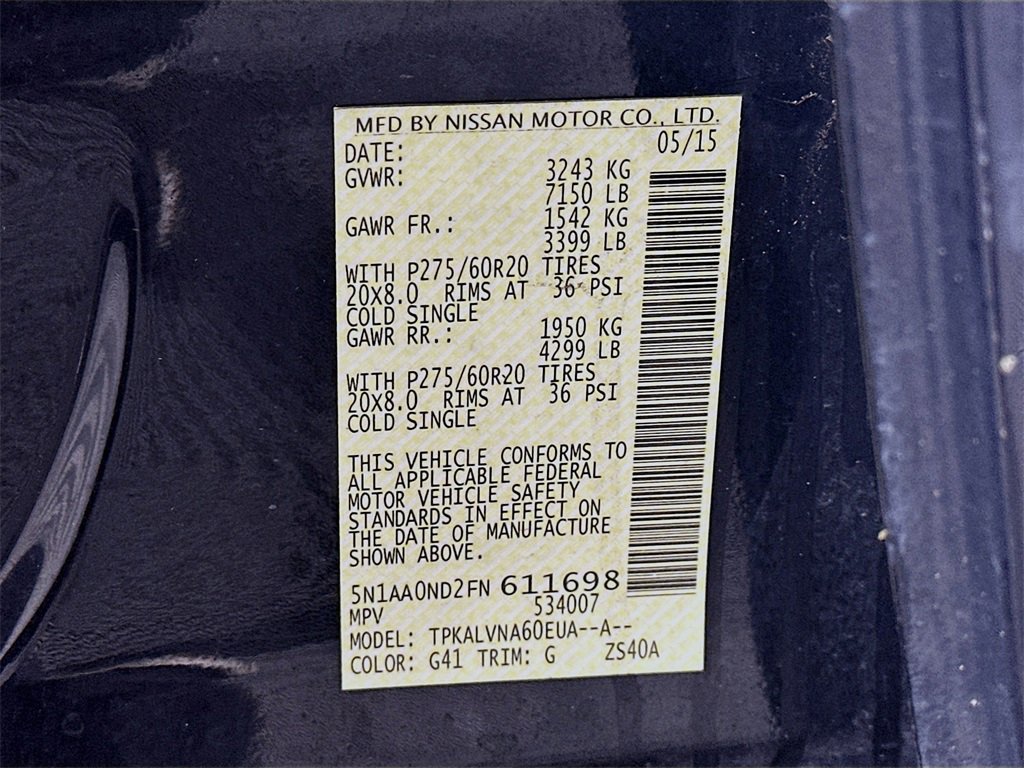 MFD BY NISSAN MOTOR CO., LTD.
DATE: 05/15
GVWR: 3243 KG
7150 LB
GAWR FR.: 1542 KG
3399 LB
WITH P275/60R20 TIRES
20X8.0 RIMS AT 36 PSI
COLD SINGLE
GAWR RR.: 1950 KG
4299 LB
WITH P275/60R20 TIRES
20X8.0 RIMS AT 36 PSI
COLD SINGLE
THIS VEHICLE CONFORMS TO
ALL APPLICABLE FEDERAL
MOTOR VEHICLE SAFETY
STANDARDS IN EFFECT ON
THE DATE OF MANUFACTURE
SHOWN ABOVE.
5N1AA0ND2FN 611698
MPV 534007
MODEL: TPKALVNA60EUA--A--
COLOR: G41 TRIM: G ZS40A